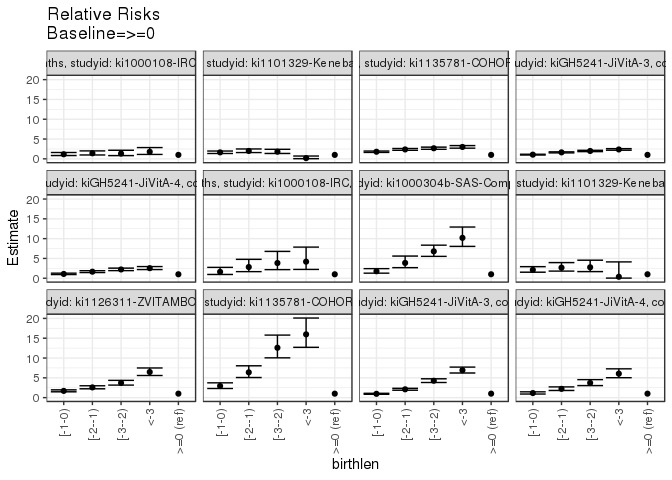 Relative Risks
Baseline=>=0
ths, studyid: ki1000108-IRC
studyid: ki1101329-Keneba
, studyid: ki1135781-COHOR
studyid: kiGH5241-JiVitA-3, co
20
15
10
5
0
udyid: kiGH5241-JiVitA-4, co
ths, studyid: ki1000108-IRC,
dyid: ki1000304b-SAS-Comp
studyid: ki1101329-Keneba
20
15
10
5
0
dyid: ki1126311-ZVITAMBO
studyid: ki1135781-COHOR
udyid: kiGH5241-JiVitA-3, co
udyid: kiGH5241-JiVitA-4, co
20
15
10
5
0
Estimate
[-1-0)
[-2--1)
[-3--2)
<-3
>=0 (ref)
[-1-0)
[-2--1)
[-3--2)
<-3
>=0 (ref)
[-1-0)
[-2--1)
[-3--2)
<-3
>=0 (ref)
[-1-0)
[-2--1)
[-3--2)
<-3
>=0 (ref)
birthlen